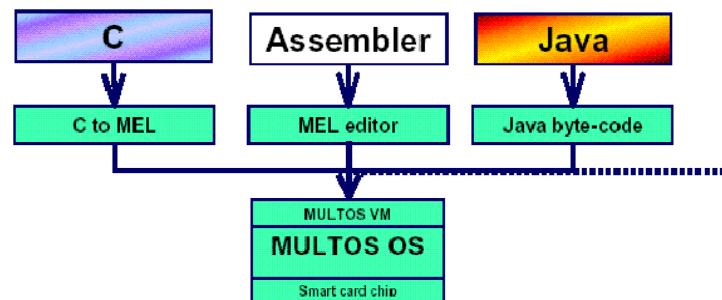 C
Assembler
Java
C to MEL
MEL editor
Java byte-code
MULTOS VM
MULTOS OS
Smart card chip